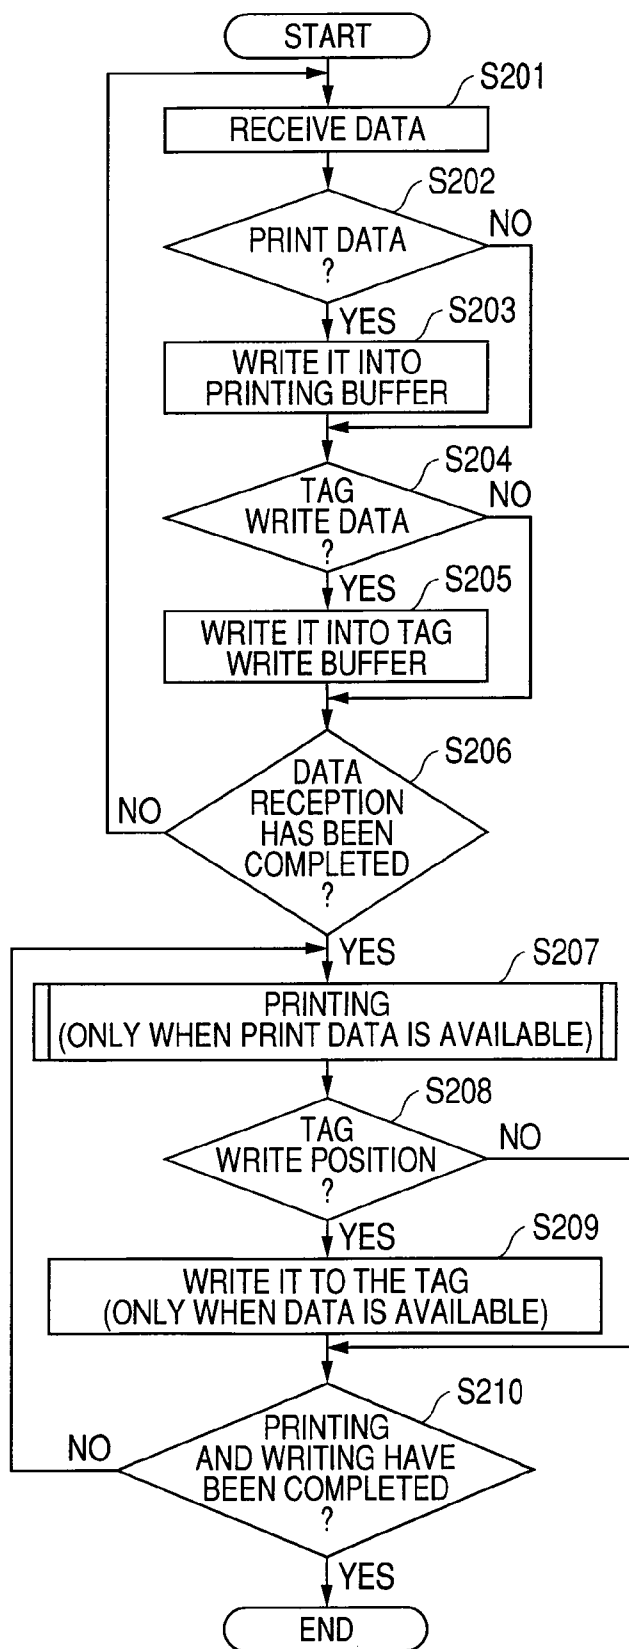 START
S201
RECEIVE DATA
S202
PRINT DATA
?
NO
YES
S203
WRITE IT INTO
PRINTING BUFFER
S204
TAG
WRITE DATA
?
NO
YES
S205
WRITE IT INTO TAG
WRITE BUFFER
S206
DATA
RECEPTION
HAS BEEN
COMPLETED
?
NO
YES
S207
PRINTING
(ONLY WHEN PRINT DATA IS AVAILABLE)
S208
TAG
WRITE POSITION
?
NO
YES
S209
WRITE IT TO THE TAG
(ONLY WHEN DATA IS AVAILABLE)
S210
PRINTING
AND WRITING HAVE
BEEN COMPLETED
?
NO
YES
END